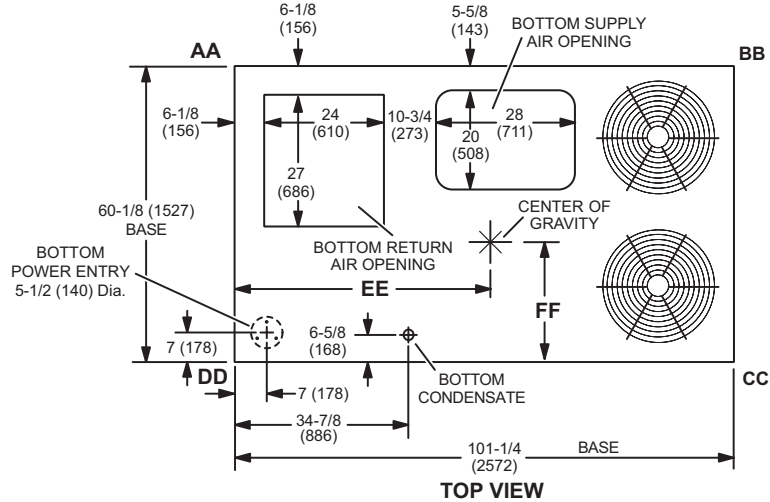 6-1/8
(156)
5-5/8
(143)
BOTTOM SUPPLY
AIR OPENING
AA
BB
6-1/8
(156)
24
(610)
10-3/4
(273)
28
(711)
20
(508)
27
(686)
60-1/8 (1527)
BASE
CENTER OF
GRAVITY
BOTTOM RETURN
AIR OPENING
BOTTOM
POWER ENTRY
5-1/2 (140) Dia.
EE
FF
7 (178)
6-5/8
(168)
DD
CC
7 (178)
BOTTOM
CONDENSATE
34-7/8
(886)
101-1/4
(2572)
BASE
TOP VIEW